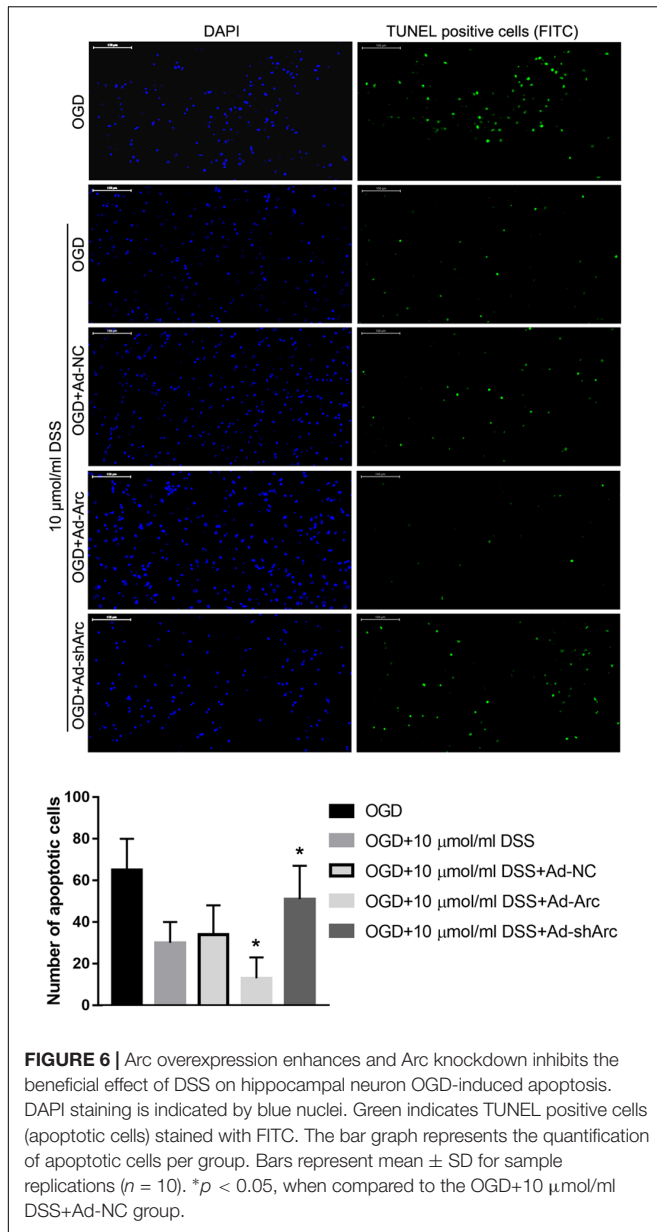 DAPI
TUNEL positive cells (FITC)
OGD
OGD
OGD+Ad-NC
OGD+Ad-Arc
OGD+Ad-shArc
10 μmol/ml DSS
Number of apoptotic cells
100
80
60
40
20
0
*
*
OGD
OGD+10 μmol/ml DSS
OGD+10 μmol/ml DSS+Ad-NC
OGD+10 μmol/ml DSS+Ad-Arc
OGD+10 μmol/ml DSS+Ad-shArc
FIGURE 6 | Arc overexpression enhances and Arc knockdown inhibits the
beneficial effect of DSS on hippocampal neuron OGD-induced apoptosis.
DAPI staining is indicated by blue nuclei. Green indicates TUNEL positive cells
(apoptotic cells) stained with FITC. The bar graph represents the quantification
of apoptotic cells per group. Bars represent mean ± SD for sample
replications (n = 10). *p < 0.05, when compared to the OGD+10 μmol/ml
DSS+Ad-NC group.